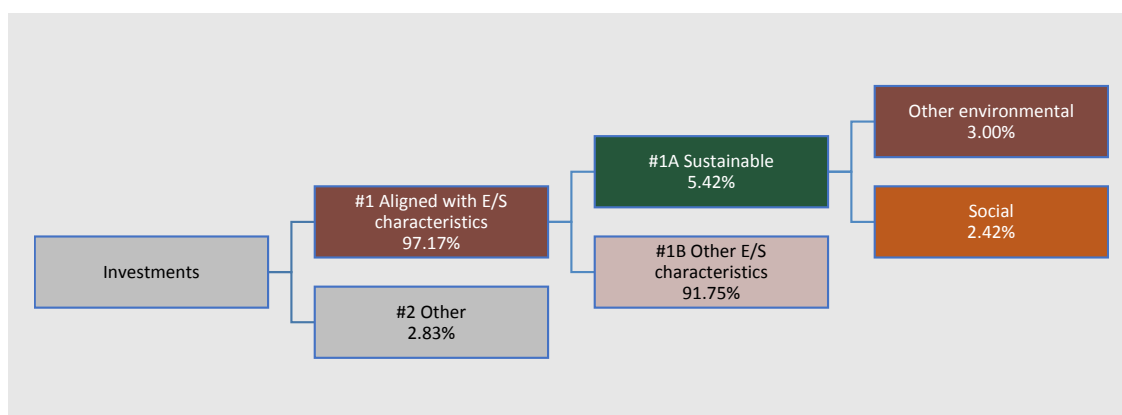 Investments
#1 Aligned with E/S
characteristics
97.17%
#2 Other
2.83%
#1A Sustainable
5.42%
#1B Other E/S
characteristics
91.75%
Other environmental
3.00%
Social
2.42%